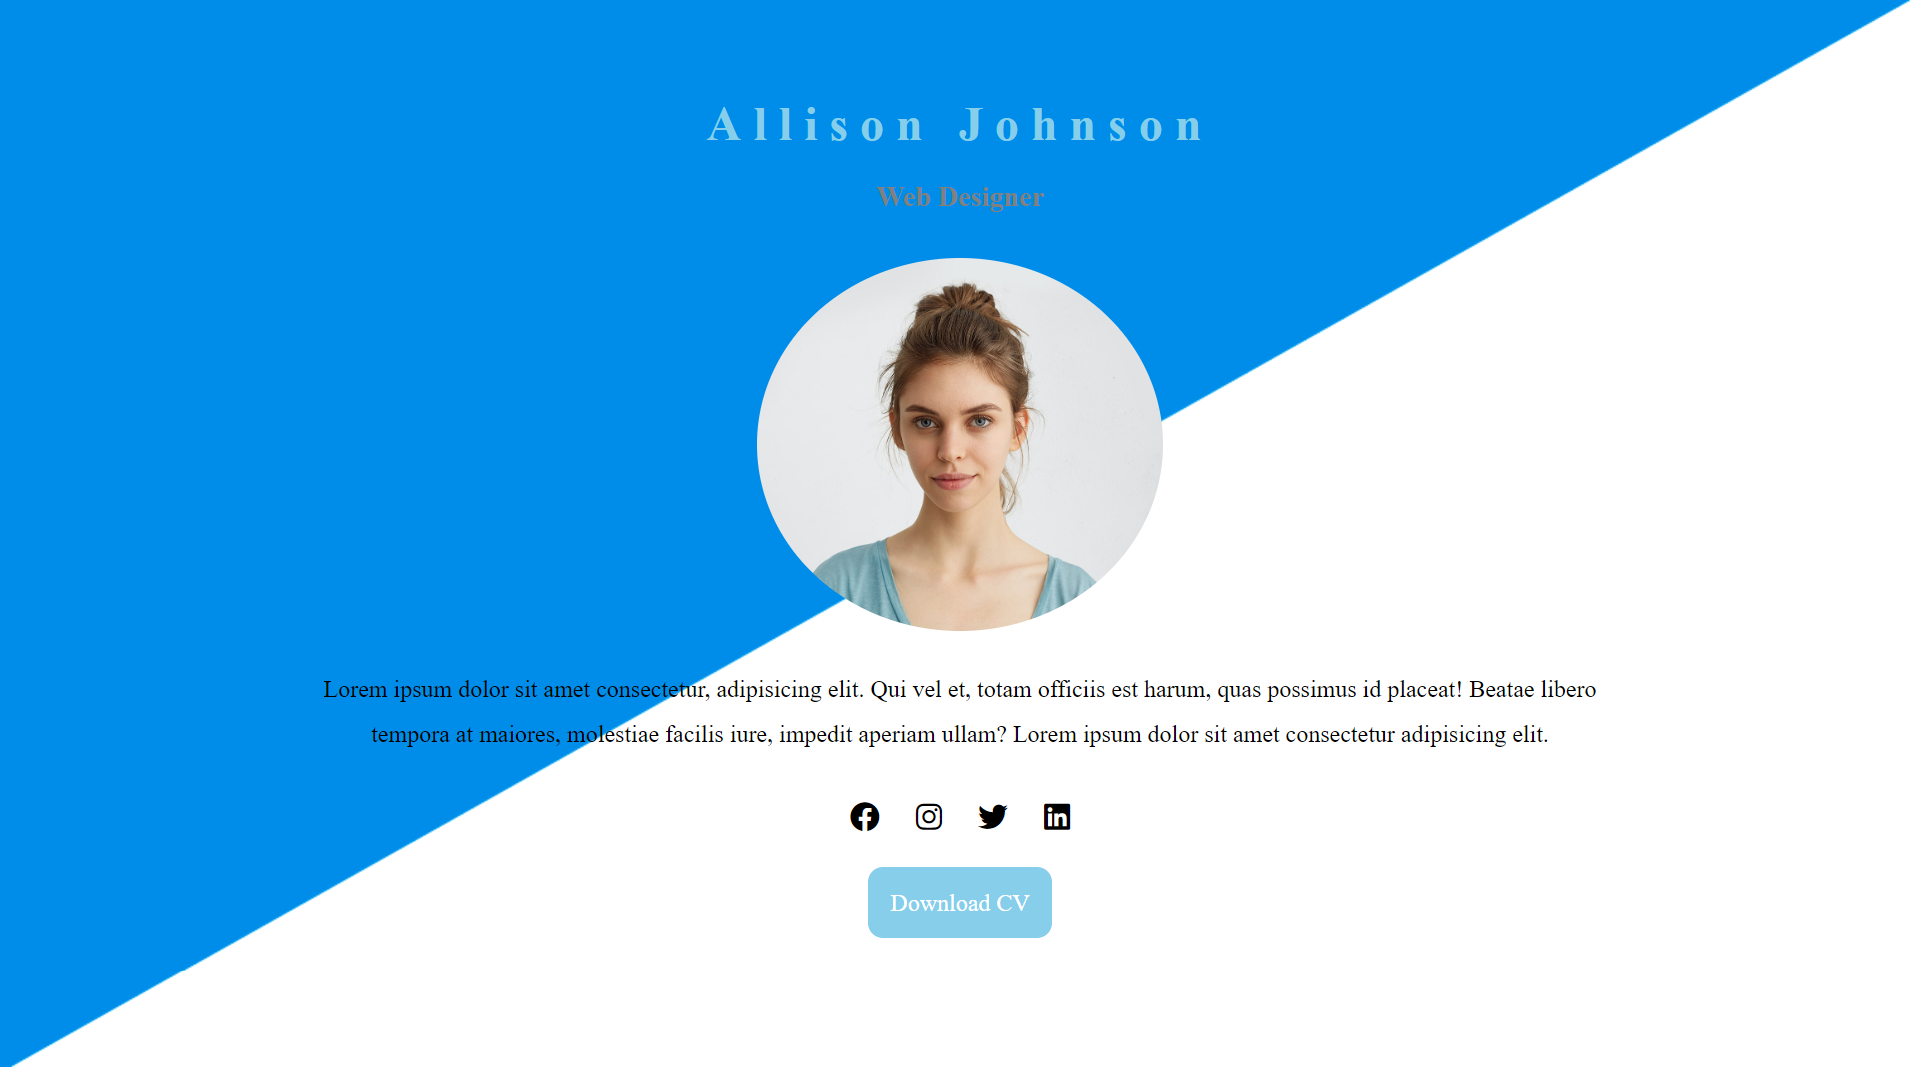 Allison Johnson
Web Designer
Lorem ipsum dolor sit amet consectetur, adipisicing elit. Qui vel et, totam officiis est harum, quas possimus id placeat! Beatae libero
tempora at maiores, molestiae facilis iure, impedit aperiam ullam? Lorem ipsum dolor sit amet consectetur adipisicing elit.
Download CV